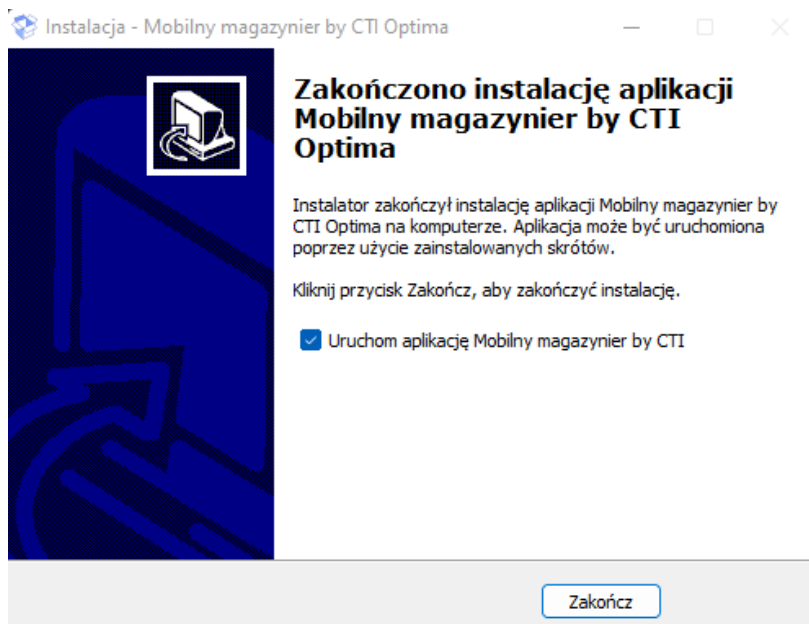 Instalacja - Mobilny magazynier by CTI Optima
Zakończono instalację aplikacji
Mobilny magazynier by CTI
Optima
Instalator zakończył instalację aplikacji Mobilny magazynier by
CTI Optima na komputerze. Aplikacja może być uruchomiona
poprzez użycie zainstalowanych skrótów.
Kliknij przycisk Zakończ, aby zakończyć instalację.
Uruchom aplikację Mobilny magazynier by CTI
Zakończ